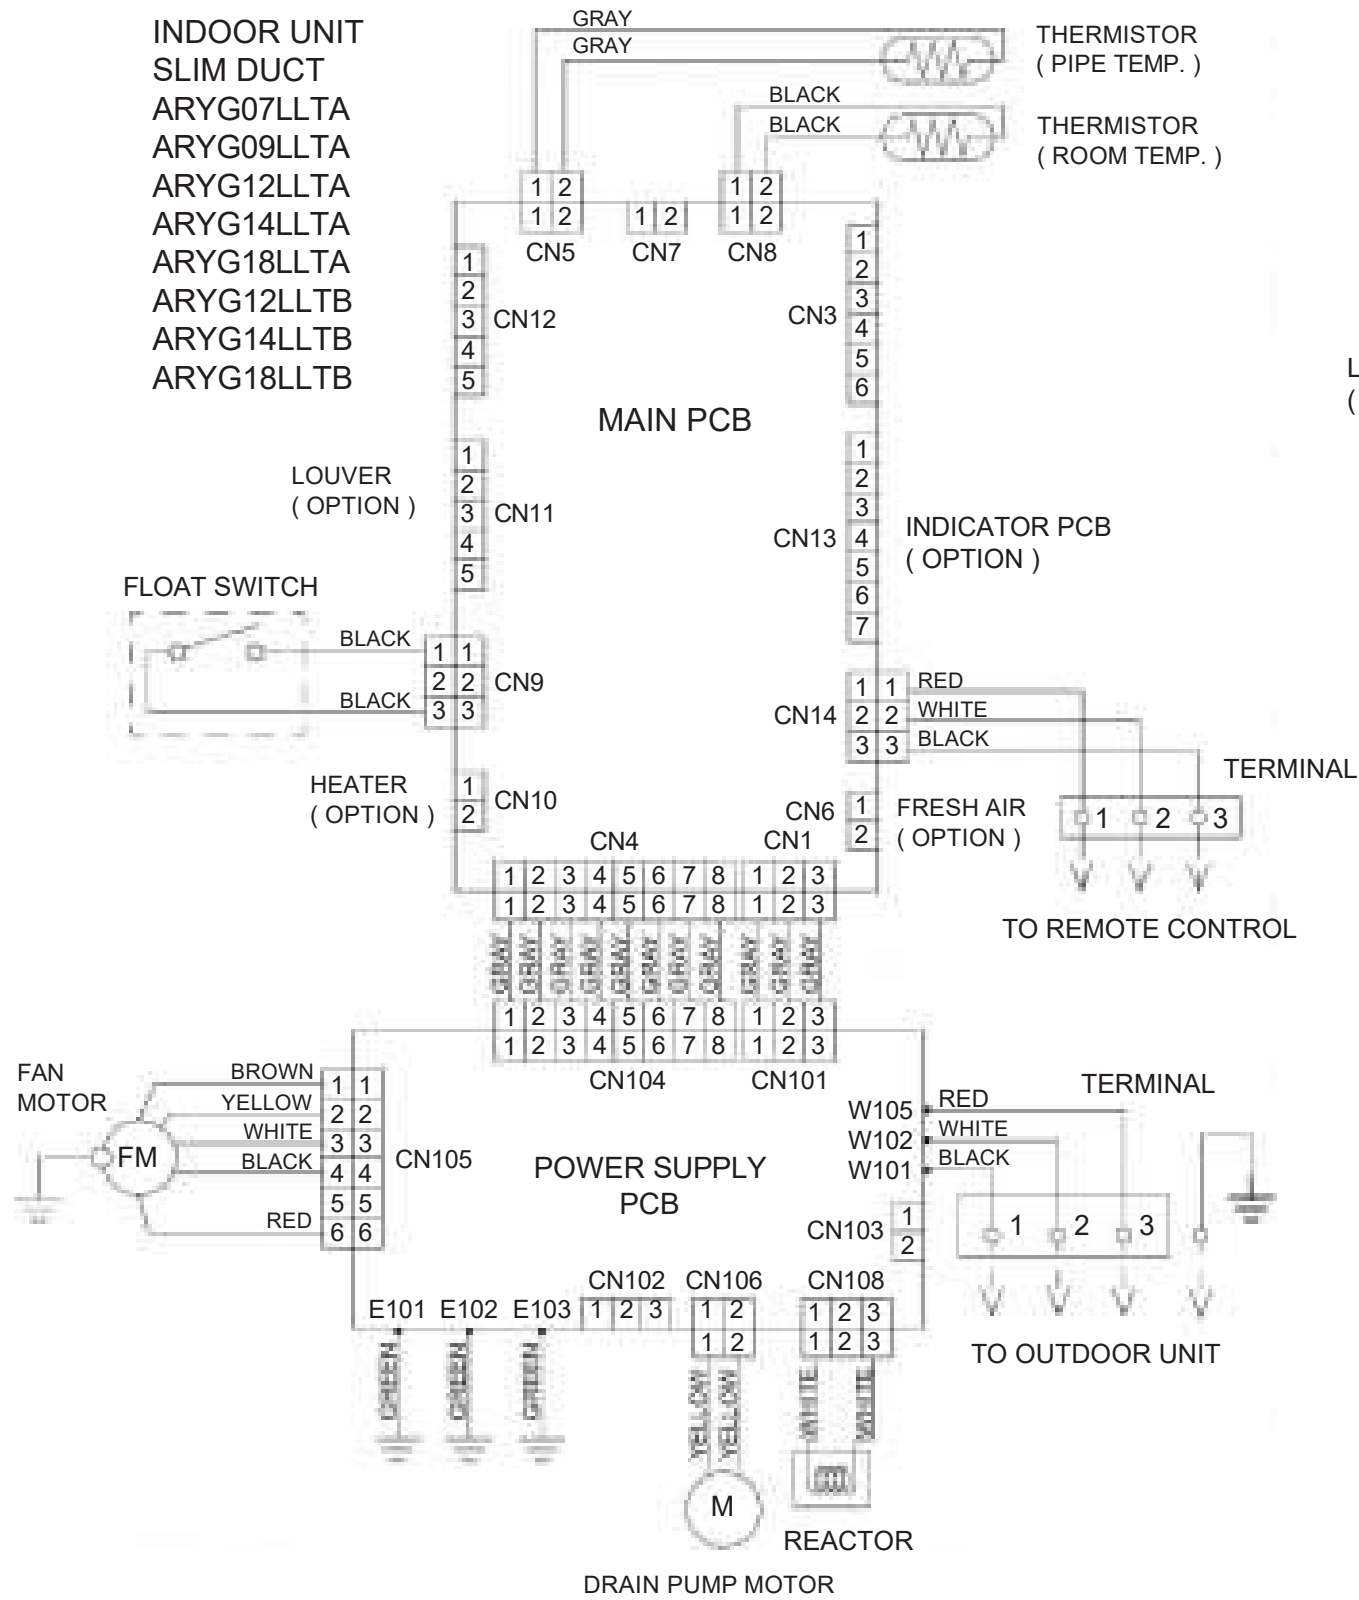 INDOOR UNIT
SLIM DUCT
ARYG07LLTA
ARYG09LLTA
ARYG12LLTA
ARYG14LLTA
ARYG18LLTA
ARYG12LLTB
ARYG14LLTB
ARYG18LLTB
GRAY
GRAY
THERMISTOR
( PIPE TEMP. )
BLACK
BLACK
THERMISTOR
( ROOM TEMP. )
1 2
1 2
CN5
1 2
CN7
1 2
1 2
CN8
1
2
3
4
5
CN12
1
2
3
4
5
6
CN3
L
(
MAIN PCB
LOUVER
( OPTION )
1
2
3
4
5
CN11
1
2
3
4
5
6
7
CN13
INDICATOR PCB
( OPTION )
FLOAT SWITCH
BLACK
BLACK
1 1
2 2
3 3
CN9
CN14
1 1
2 2
3 3
RED
WHITE
BLACK
TERMINAL
1 2 3
TO REMOTE CONTROL
HEATER
( OPTION )
1
2
CN10
CN6
1
2
FRESH AIR
( OPTION )
CN4 CN1
1 2 3 4 5 6 7 8 1 2 3
1 2 3 4 5 6 7 8 1 2 3
GRAY GRAY GRAY GRAY GRAY GRAY GRAY GRAY GRAY GRAY GRAY
1 2 3 4 5 6 7 8 1 2 3
1 2 3 4 5 6 7 8 1 2 3
CN104 CN101
FAN
MOTOR
FM
BROWN
YELLOW
WHITE
BLACK
RED
1 1
2 2
3 3
4 4
5 5
6 6
CN105
POWER SUPPLY
PCB
W105
W102
W101
RED
WHITE
BLACK
TERMINAL
1 2 3
TO OUTDOOR UNIT
CN103
1
2
E101 E102 E103
GREEN GREEN GREEN
CN102
1 2 3
CN106
1 2
1 2
YELLOW YELLOW
M
DRAIN PUMP MOTOR
CN108
1 2 3
1 2 3
WHITE WHITE
REACTOR